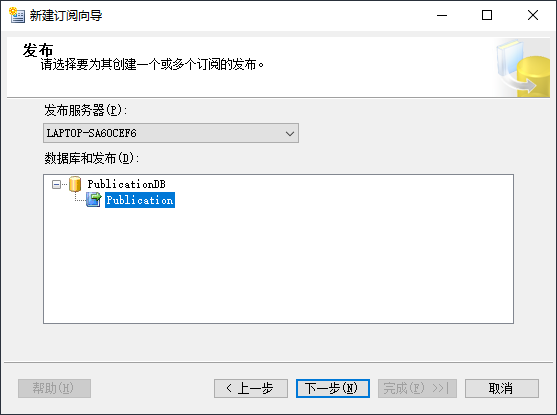 新建订阅向导
发布
请选择要为其创建一个或多个订阅的发布。
发布服务器(P):
LAPTOP-SA60CEF6
数据库和发布(D):
PublicationDB
Publication
帮助(H)
< 上一步
下一步(N)
完成(F) >>|
取消